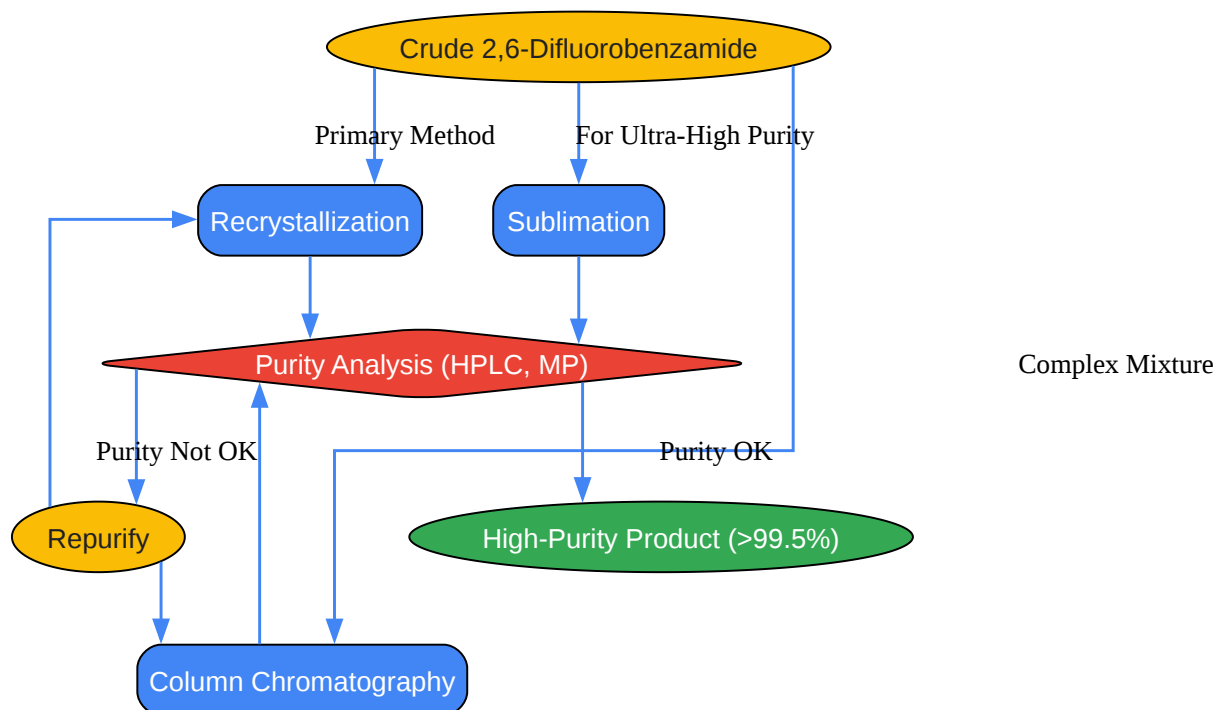 Crude 2,6-Difluorobenzamide
Primary Method
For Ultra-High Purity
Recrystallization
Sublimation
Purity Analysis (HPLC, MP)
Complex Mixture
Purity Not OK
Purity OK
Repurify
High-Purity Product (>99.5%)
Column Chromatography